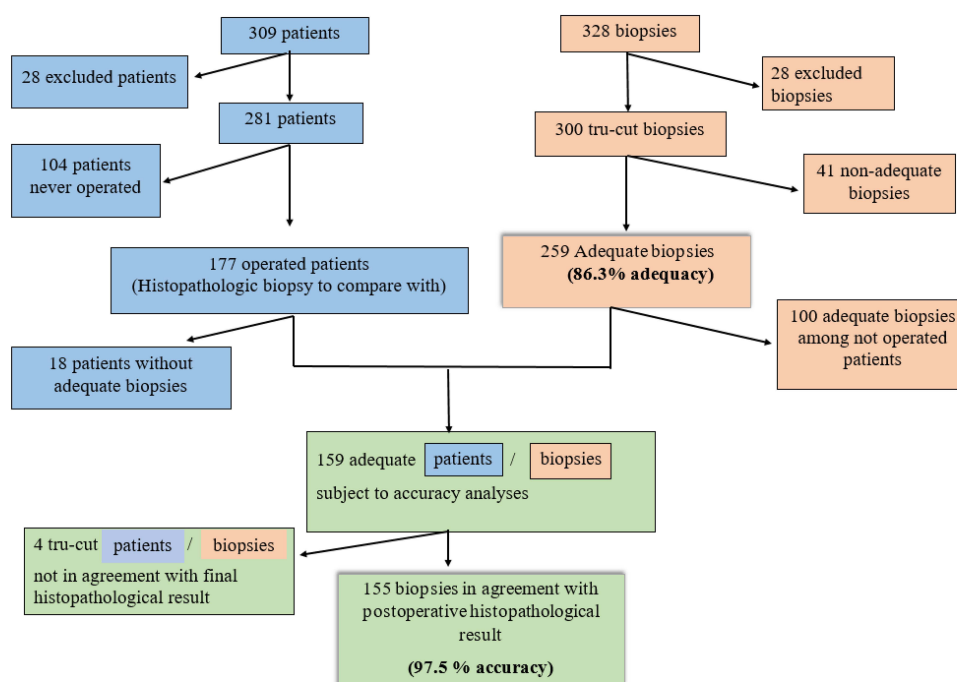 309 patients
328 biopsies
28 excluded patients
28 excluded
biopsies
281 patients
300 tru-cut biopsies
104 patients
never operated
41 non-adequate
biopsies
177 operated patients
(Histopathologic biopsy to compare with)
259 Adequate biopsies
(86.3% adequacy)
18 patients without
adequate biopsies
100 adequate biopsies
among not operated
patients
159 adequate patients / biopsies
subject to accuracy analyses
4 tru-cut patients / biopsies
not in agreement with final
histopathological result
155 biopsies in agreement with
postoperative histopathological
result
(97.5 % accuracy)